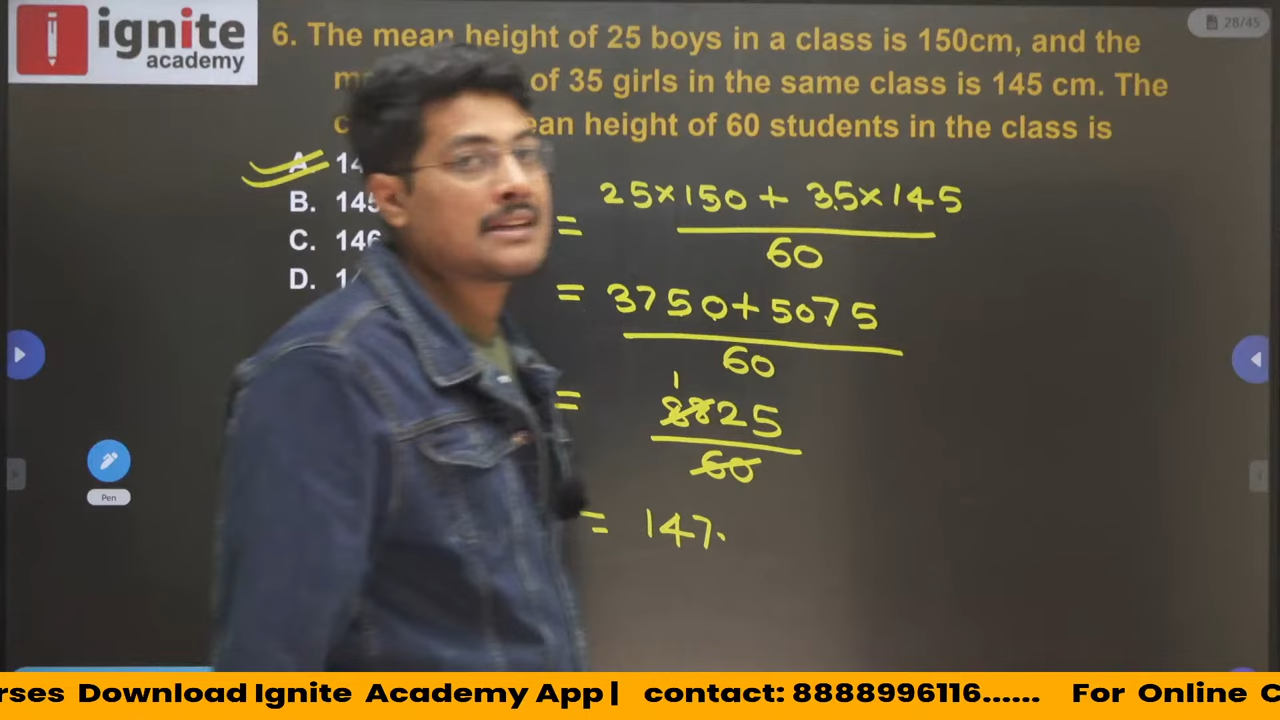 ignite
academy
28/45
6. The mean height of 25 boys in a class is 150cm, and the
of 35 girls in the same class is 145 cm. The
height of 60 students in the class is
A.
B. 145
C. 146
D.
25×150 + 35×145
=
60
= 3750+5075
60
1
= 8825
60
= 147.
Pen
Download Ignite Academy App | contact: 8888996116...... For Online